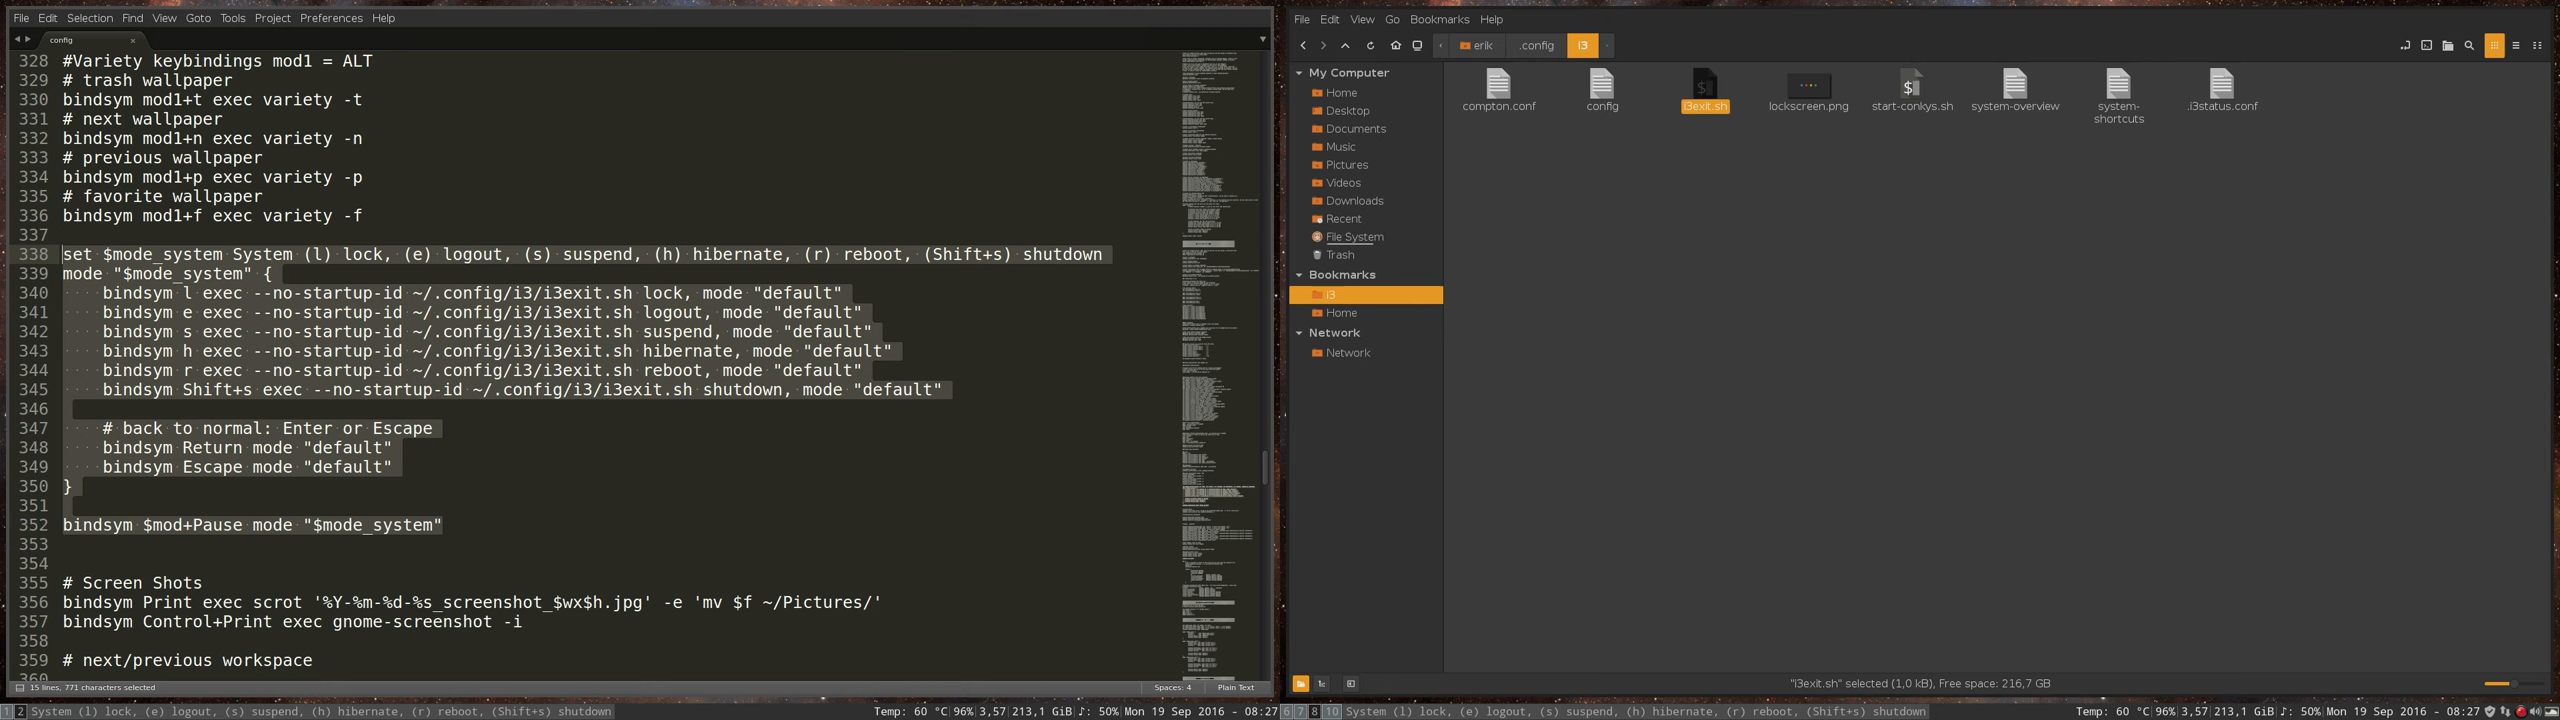 File Edit Selection Find View Goto Tools Project Preferences Help
config
328 #Variety keybindings mod1 = ALT
329 # trash wallpaper
330 bindsym mod1+t exec variety -t
331 # next wallpaper
332 bindsym mod1+n exec variety -n
333 # previous wallpaper
334 bindsym mod1+p exec variety -p
335 # favorite wallpaper
336 bindsym mod1+f exec variety -f
337
338 set $mode_system System (l) lock, (e) logout, (s) suspend, (h) hibernate, (r) reboot, (Shift+s) shutdown
339 mode "$mode_system" {
340 bindsym l exec --no-startup-id ~/.config/i3/i3exit.sh lock, mode "default"
341 bindsym e exec --no-startup-id ~/.config/i3/i3exit.sh logout, mode "default"
342 bindsym s exec --no-startup-id ~/.config/i3/i3exit.sh suspend, mode "default"
343 bindsym h exec --no-startup-id ~/.config/i3/i3exit.sh hibernate, mode "default"
344 bindsym r exec --no-startup-id ~/.config/i3/i3exit.sh reboot, mode "default"
345 bindsym Shift+s exec --no-startup-id ~/.config/i3/i3exit.sh shutdown, mode "default"
346
347 # back to normal: Enter or Escape
348 bindsym Return mode "default"
349 bindsym Escape mode "default"
350 }
351
352 bindsym $mod+Pause mode "$mode_system"
353
354
355 # Screen Shots
356 bindsym Print exec scrot '%Y-%m-%d-%s_screenshot_$wx$h.jpg' -e 'mv $f ~/Pictures/'
357 bindsym Control+Print exec gnome-screenshot -i
358
359 # next/previous workspace
360
15 lines, 771 characters selected Spaces: 4 Plain Text
1 2 System (l) lock, (e) logout, (s) suspend, (h) hibernate, (r) reboot, (Shift+s) shutdown
Temp: 60 °C|96%|3,57|213,1 GiB|♪: 50%|Mon 19 Sep 2016 - 08:27
File Edit View Go Bookmarks Help
erik .config i3
My Computer
Home
Desktop
Documents
Music
Pictures
Videos
Downloads
Recent
File System
Trash
Bookmarks
i3
Home
Network
Network
compton.conf
config
i3exit.sh
lockscreen.png
start-conkys.sh
system-overview
system-
shortcuts
.i3status.conf
"i3exit.sh" selected (1,0 kB), Free space: 216,7 GB
6 7 8 10 System (l) lock, (e) logout, (s) suspend, (h) hibernate, (r) reboot, (Shift+s) shutdown
Temp: 60 °C|96%|3,57|213,1 GiB|♪: 50%|Mon 19 Sep 2016 - 08:27